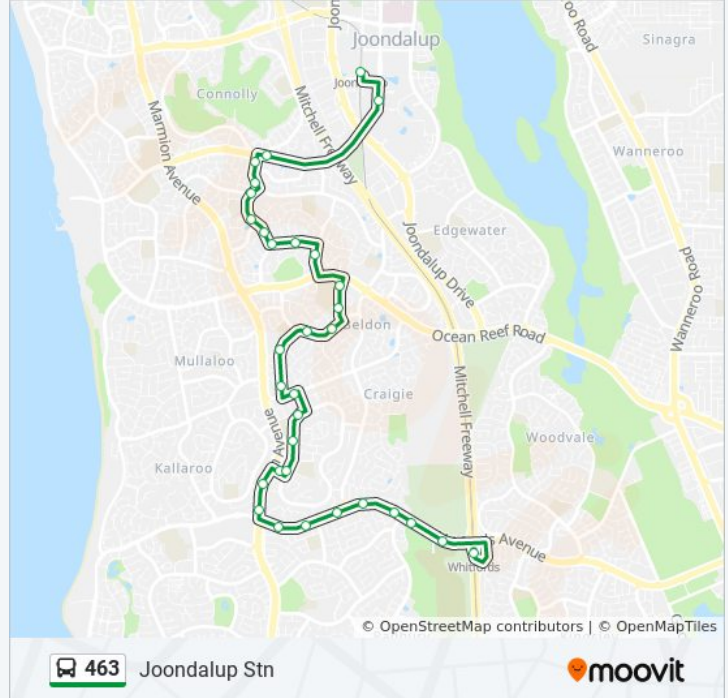 Joondalup
Sinagra
Connolly
Mitchell Freeway
Marmion Avenue
Wanneroo
Edgewater
Joondalup Drive
Wanneroo Road
Beldon
Ocean Reef Road
Mullaloo
Craigie
Mitchell Freeway
Avenue
Woodvale
Kallaroo
Avenue
Whitfords
© OpenStreetMap contributors | © OpenMapTiles
463 Joondalup Stn
moovit